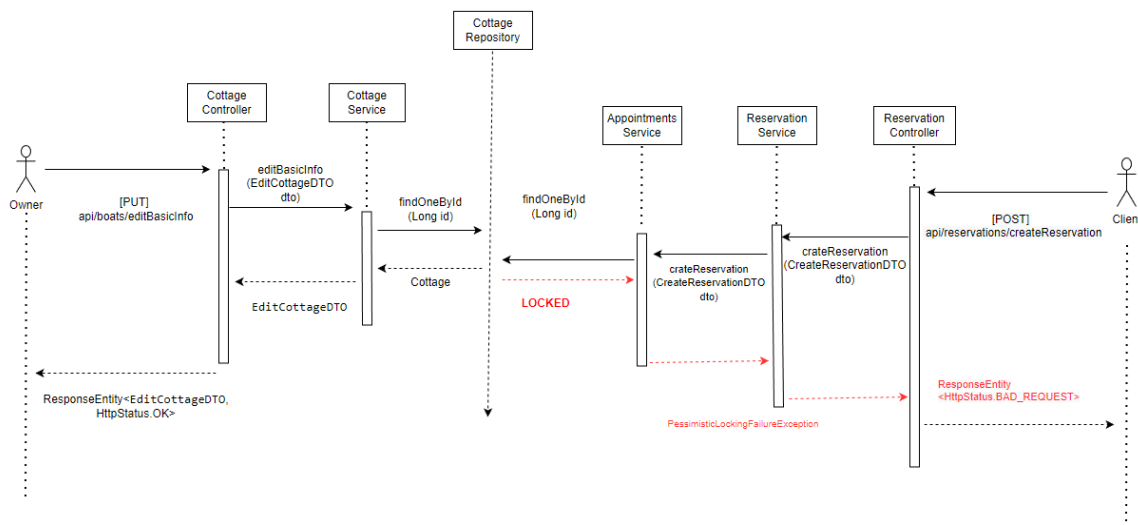 Cottage
Repository
Cottage
Controller
Cottage
Service
Appointments
Service
Reservation
Service
Reservation
Controller
Owner
[PUT]
api/boats/editBasicInfo
editBasicInfo
(EditCottageDTO
dto)
findOneById
(Long id)
findOneById
(Long id)
Client
[POST]
api/reservations/createReservation
crateReservation
(CreateReservationDTO
dto)
crateReservation
(CreateReservationDTO
dto)
Cottage
LOCKED
EditCottageDTO
ResponseEntity<EditCottageDTO,
HttpStatus.OK>
ResponseEntity
<HttpStatus.BAD_REQUEST>
PessimisticLockingFailureException